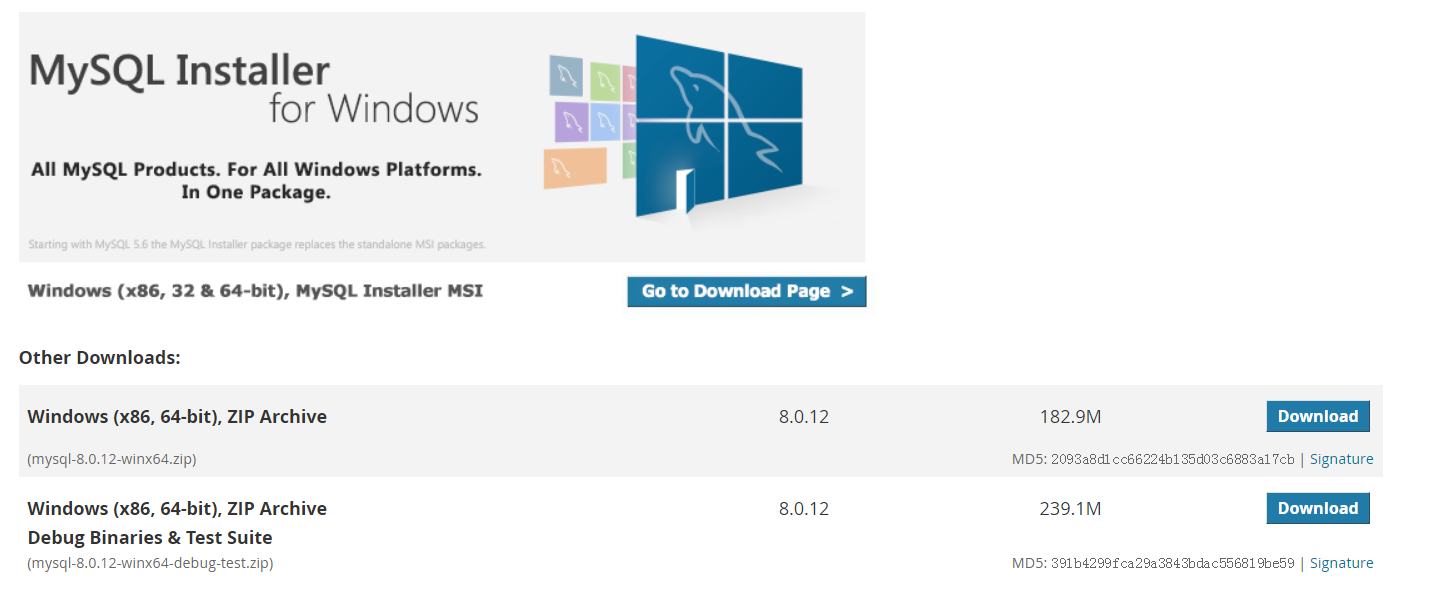 MySQL Installer
for Windows
All MySQL Products. For All Windows Platforms.
In One Package.
Starting with MySQL 5.6 the MySQL Installer package replaces the standalone MSI packages.
Windows (x86, 32 & 64-bit), MySQL Installer MSI
Go to Download Page >
Other Downloads:
Windows (x86, 64-bit), ZIP Archive 8.0.12 182.9M Download
(mysql-8.0.12-winx64.zip) MD5: 2093a8d1cc66224b135d03c6883a17cb | Signature
Windows (x86, 64-bit), ZIP Archive 8.0.12 239.1M Download
Debug Binaries & Test Suite
(mysql-8.0.12-winx64-debug-test.zip) MD5: 391b4299fca29a3843bdac556819be59 | Signature